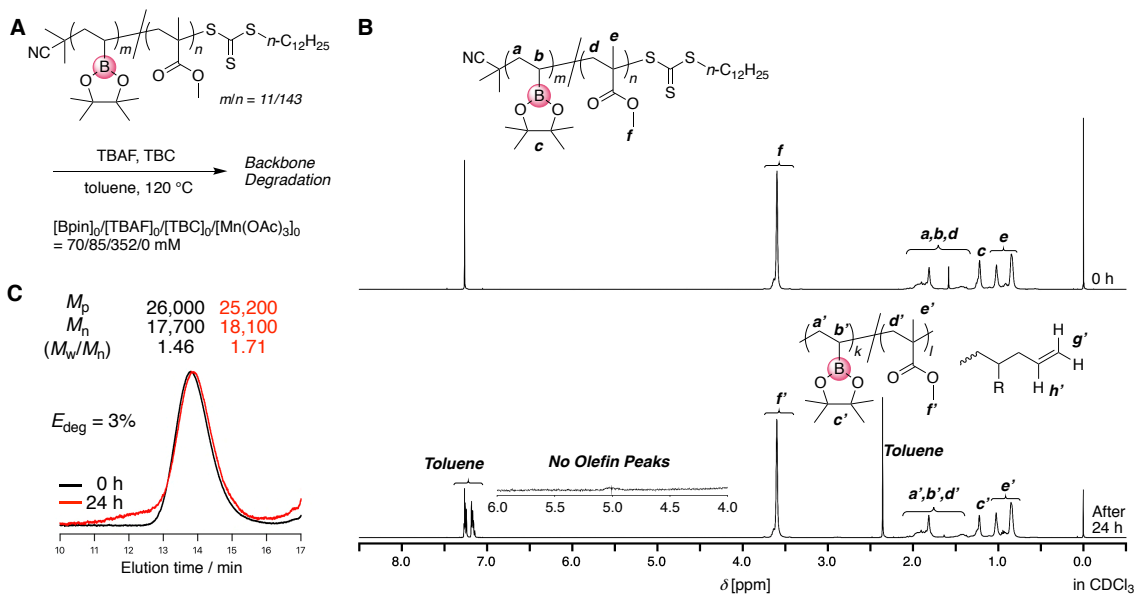 A
NC
m
n
S
S
n-C12H25
S
B
O
O
O
O
m/n = 11/143
TBAF, TBC
toluene, 120 °C
Backbone
Degradation
[Bpin]0/[TBAF]0/[TBC]0/[Mn(OAc)3]0
= 70/85/352/0 mM
C
Mp 26,000 25,200
Mn 17,700 18,100
(Mw/Mn) 1.46 1.71
Edeg = 3%
0 h
24 h
10 11 12 13 14 15 16 17
Elution time / min
B
a b d e
NC
m
n
S
S
n-C12H25
S
B
O
O
O
O
c
f
f
a,b,d
c
e
0 h
a' b' d' e'
k
l
B
O
O
O
O
c'
f'
H
g'
H
R
H
h'
f'
Toluene
No Olefin Peaks
6.0 5.5 5.0 4.5 4.0
Toluene
a',b',d'
c'
e'
After
24 h
8.0 7.0 6.0 5.0 4.0 3.0 2.0 1.0 0.0
δ [ppm]
in CDCl3